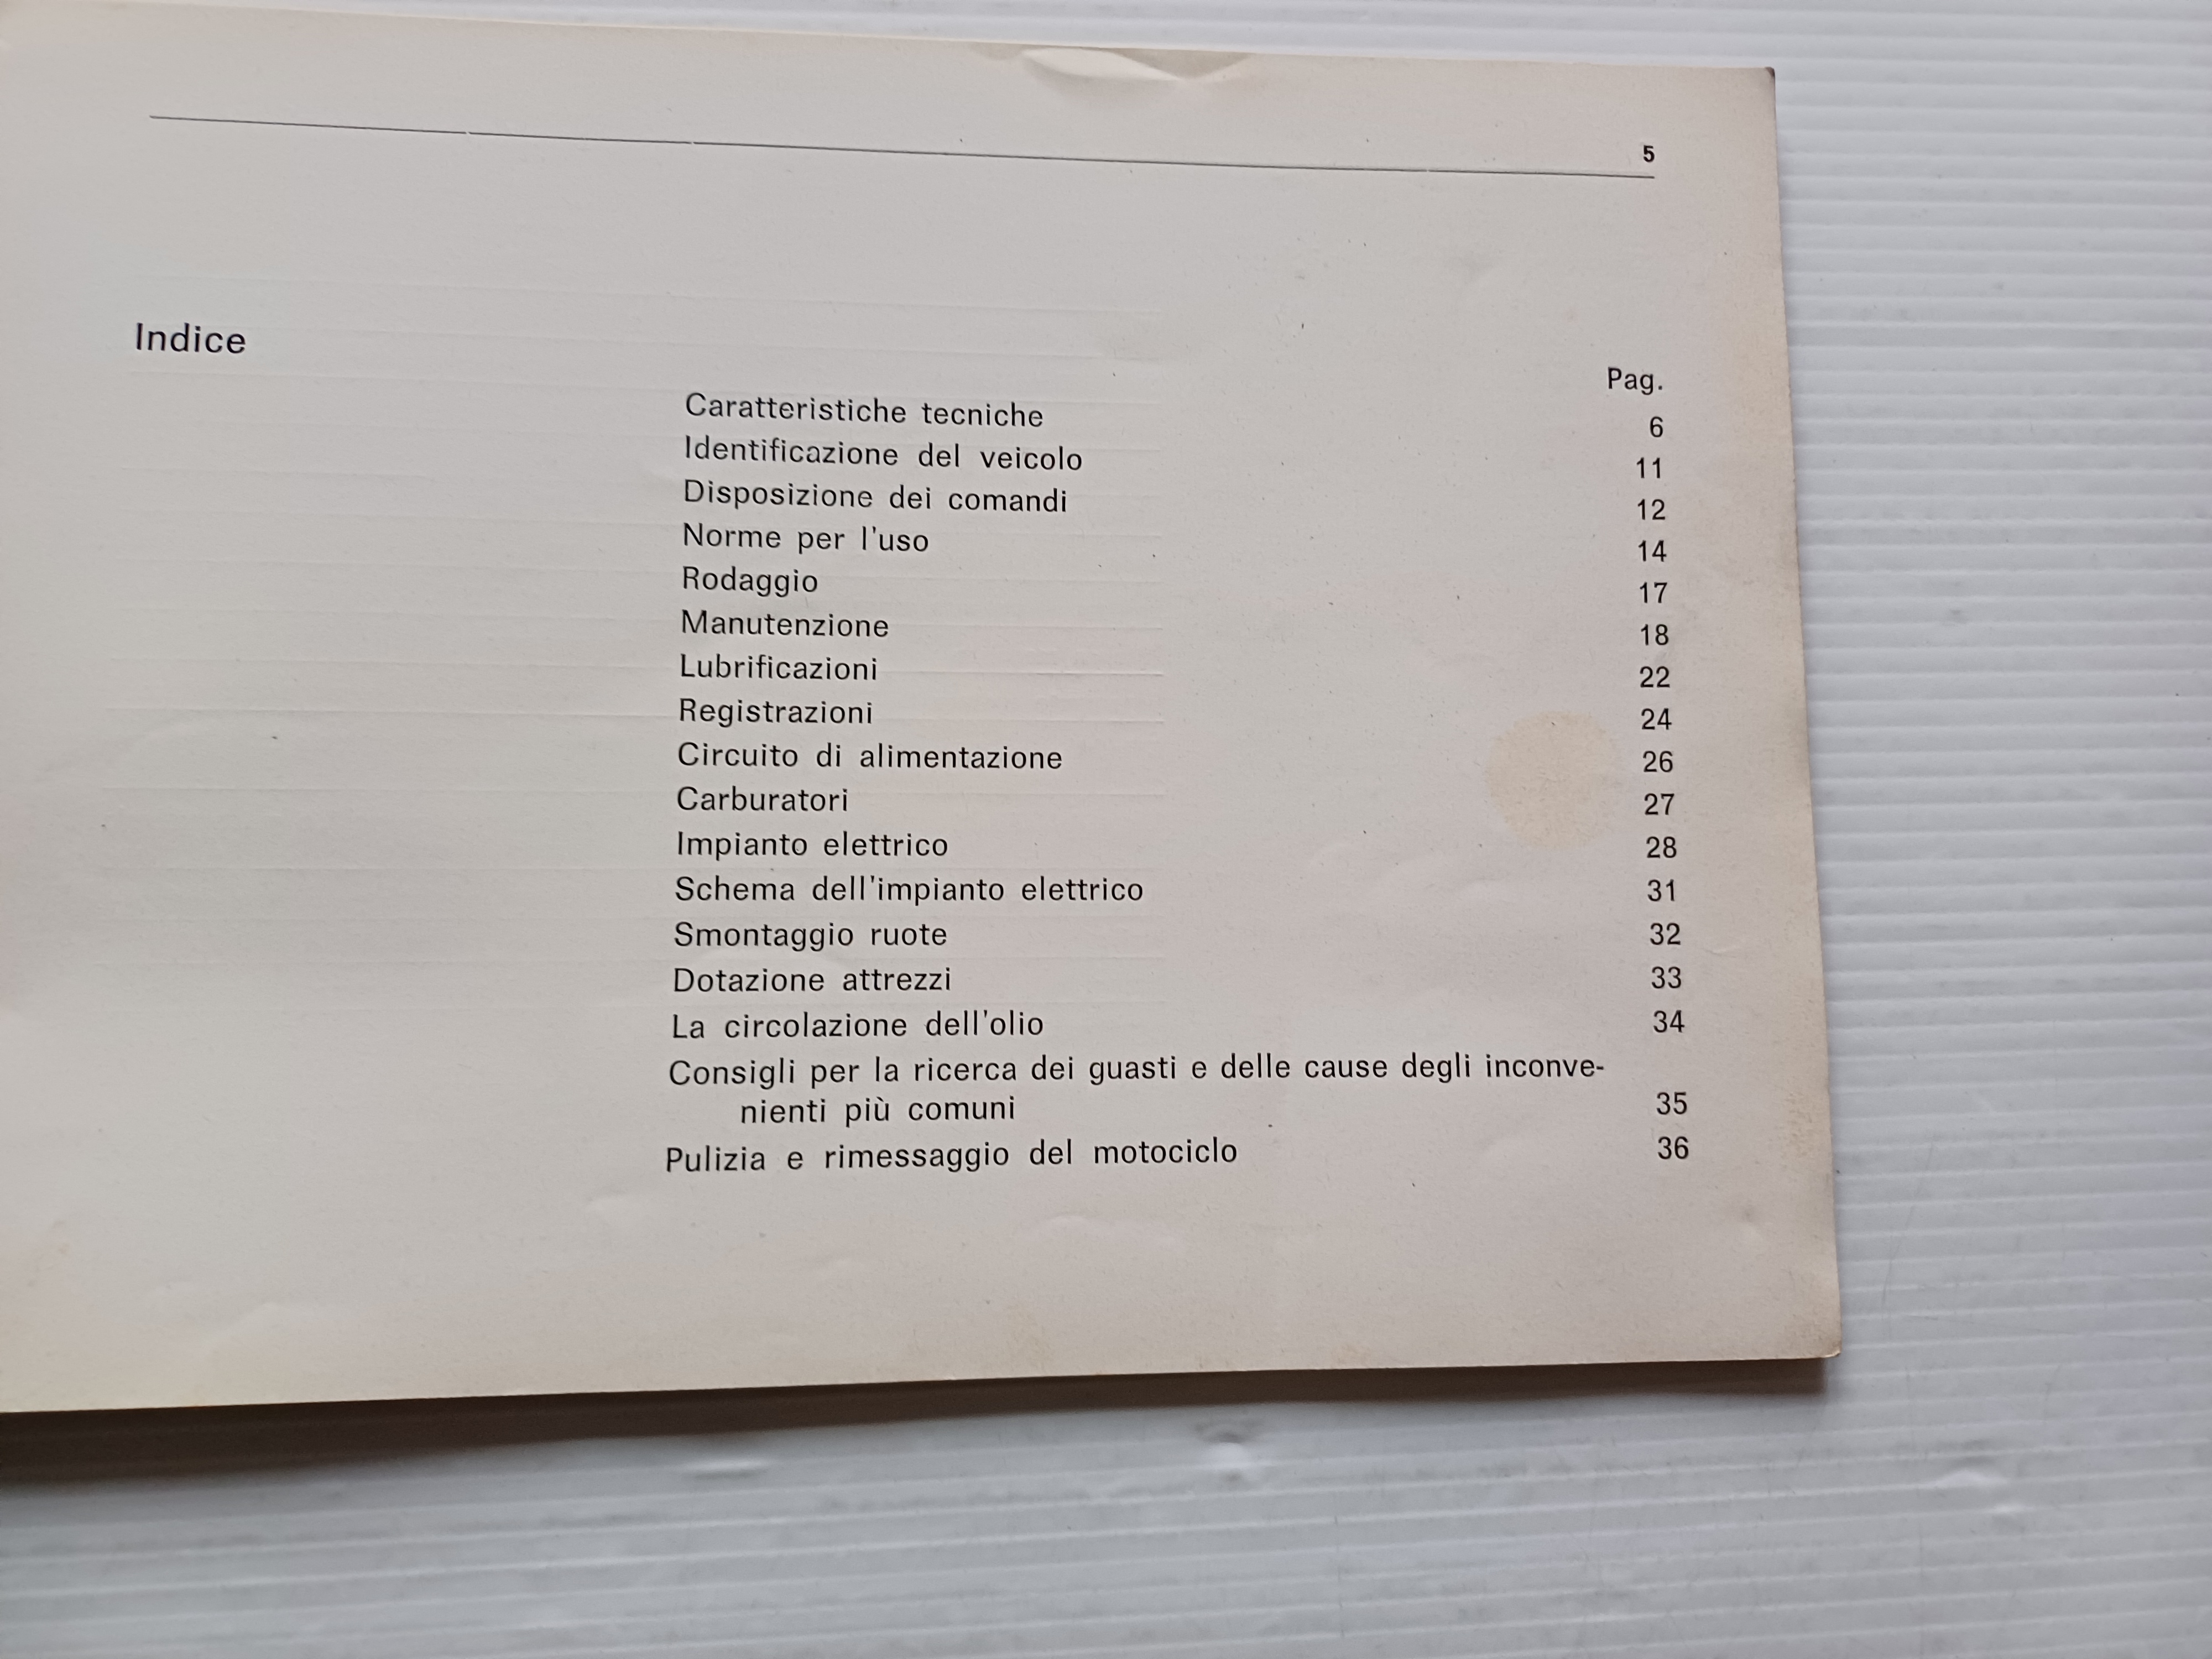 5
Indice
Pag.
Caratteristiche tecniche 6
Identificazione del veicolo 11
Disposizione dei comandi 12
Norme per l'uso 14
Rodaggio 17
Manutenzione 18
Lubrificazioni 22
Registrazioni 24
Circuito di alimentazione 26
Carburatori 27
Impianto elettrico 28
Schema dell'impianto elettrico 31
Smontaggio ruote 32
Dotazione attrezzi 33
La circolazione dell'olio 34
Consigli per la ricerca dei guasti e delle cause degli inconve-
nienti più comuni 35
Pulizia e rimessaggio del motociclo 36